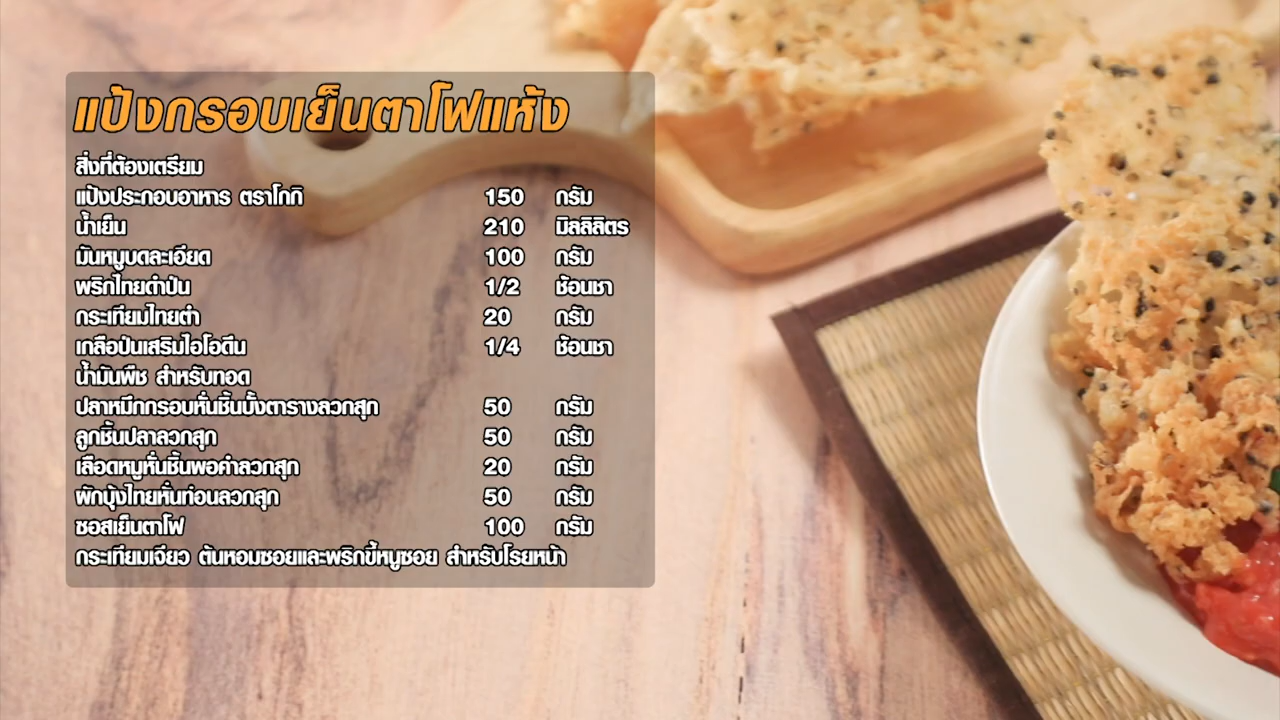 แป้งกรอบเย็นตาโฟแห้ง
สิ่งที่ต้องเตรียม
แป้งประกอบอาหาร ตราโกกิ 150 กรัม
น้ำเย็น 210 มิลลิลิตร
มันหมูบดละเอียด 100 กรัม
พริกไทยดำป่น 1/2 ช้อนชา
กระเทียมไทยตำ 20 กรัม
เกลือป่นเสริมไอโอดีน 1/4 ช้อนชา
น้ำมันพืช สำหรับทอด
ปลาหมึกกรอบหั่นชิ้นบั้งตารางลวกสุก 50 กรัม
ลูกชิ้นปลาลวกสุก 50 กรัม
เลือดหมูหั่นชิ้นพอคำลวกสุก 20 กรัม
ผักบุ้งไทยหั่นท่อนลวกสุก 50 กรัม
ซอสเย็นตาโฟ 100 กรัม
กระเทียมเจียว ต้นหอมซอยและพริกขี้หนูซอย สำหรับโรยหน้า